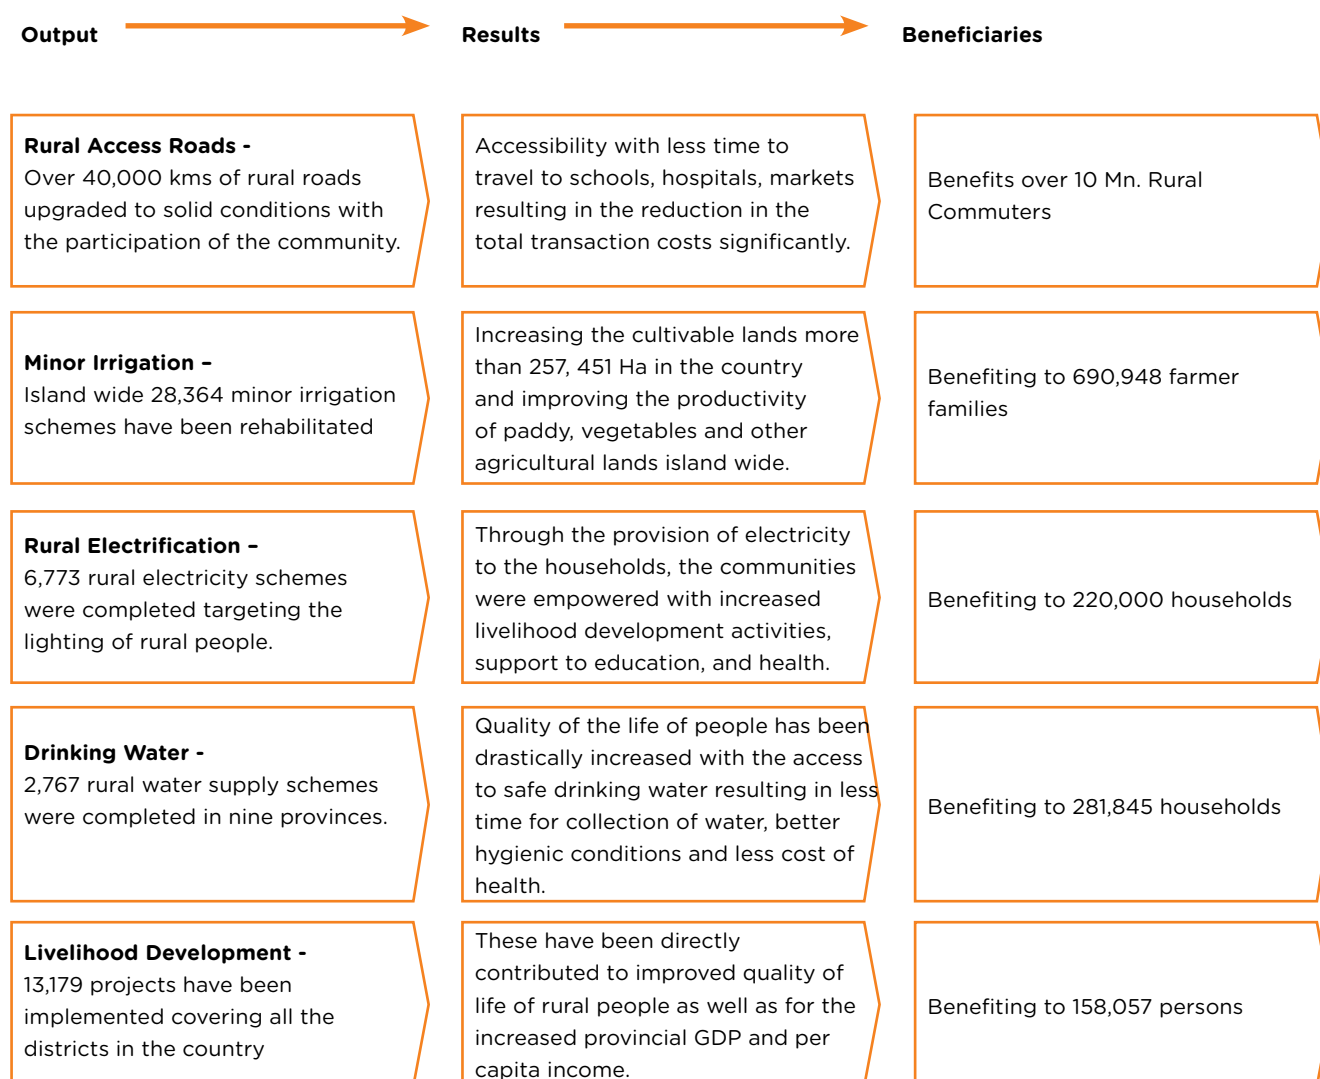 Output
Results
Beneficiaries
Rural Access Roads -
Over 40,000 kms of rural roads
upgraded to solid conditions with
the participation of the community.
Accessibility with less time to
travel to schools, hospitals, markets
resulting in the reduction in the
total transaction costs significantly.
Benefits over 10 Mn. Rural
Commuters
Minor Irrigation –
Island wide 28,364 minor irrigation
schemes have been rehabilitated
Increasing the cultivable lands more
than 257, 451 Ha in the country
and improving the productivity
of paddy, vegetables and other
agricultural lands island wide.
Benefiting to 690,948 farmer
families
Rural Electrification –
6,773 rural electricity schemes
were completed targeting the
lighting of rural people.
Through the provision of electricity
to the households, the communities
were empowered with increased
livelihood development activities,
support to education, and health.
Benefiting to 220,000 households
Drinking Water -
2,767 rural water supply schemes
were completed in nine provinces.
Quality of the life of people has been
drastically increased with the access
to safe drinking water resulting in less
time for collection of water, better
hygienic conditions and less cost of
health.
Benefiting to 281,845 households
Livelihood Development -
13,179 projects have been
implemented covering all the
districts in the country
These have been directly
contributed to improved quality of
life of rural people as well as for the
increased provincial GDP and per
capita income.
Benefiting to 158,057 persons